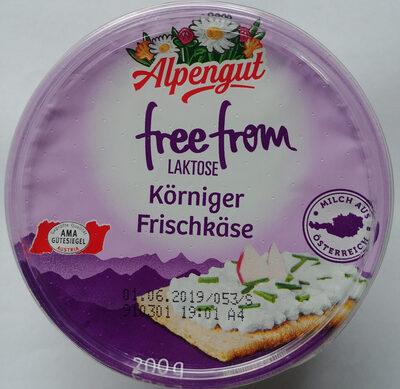 Alpengut
free from
LAKTOSE
Körniger
Frischkäse
AMA
GÜTESIEGEL
AUSTRIA
MILCH AUS
ÖSTERREICH
01.06.2019/053/S
910301 19:01 A4
200g